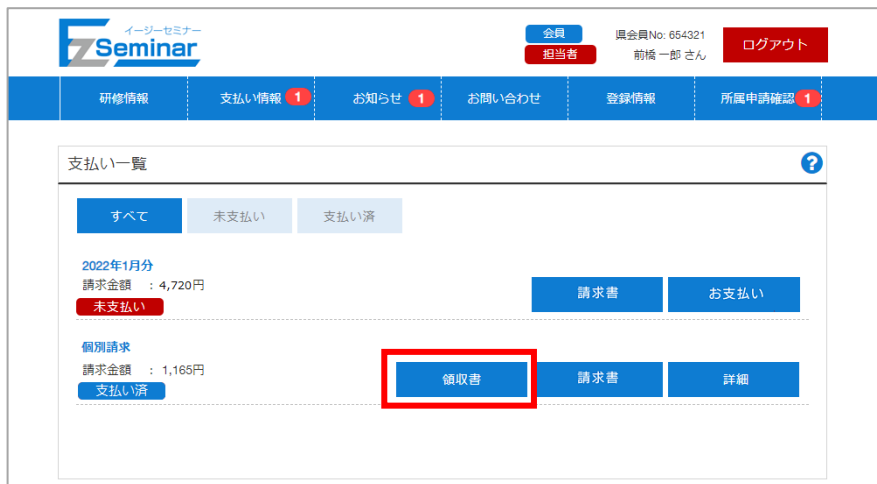 イージーセミナー
EzSeminar
会員
県会員No: 654321
担当者
前橋 一郎 さん
ログアウト
研修情報
支払い情報 1
お知らせ 1
お問い合わせ
登録情報
所属申請確認 1
支払い一覧
?
すべて
未支払い
支払い済
2022年1月分
請求金額 : 4,720円
未支払い
請求書
お支払い
個別請求
請求金額 : 1,165円
支払い済
領収書
請求書
詳細